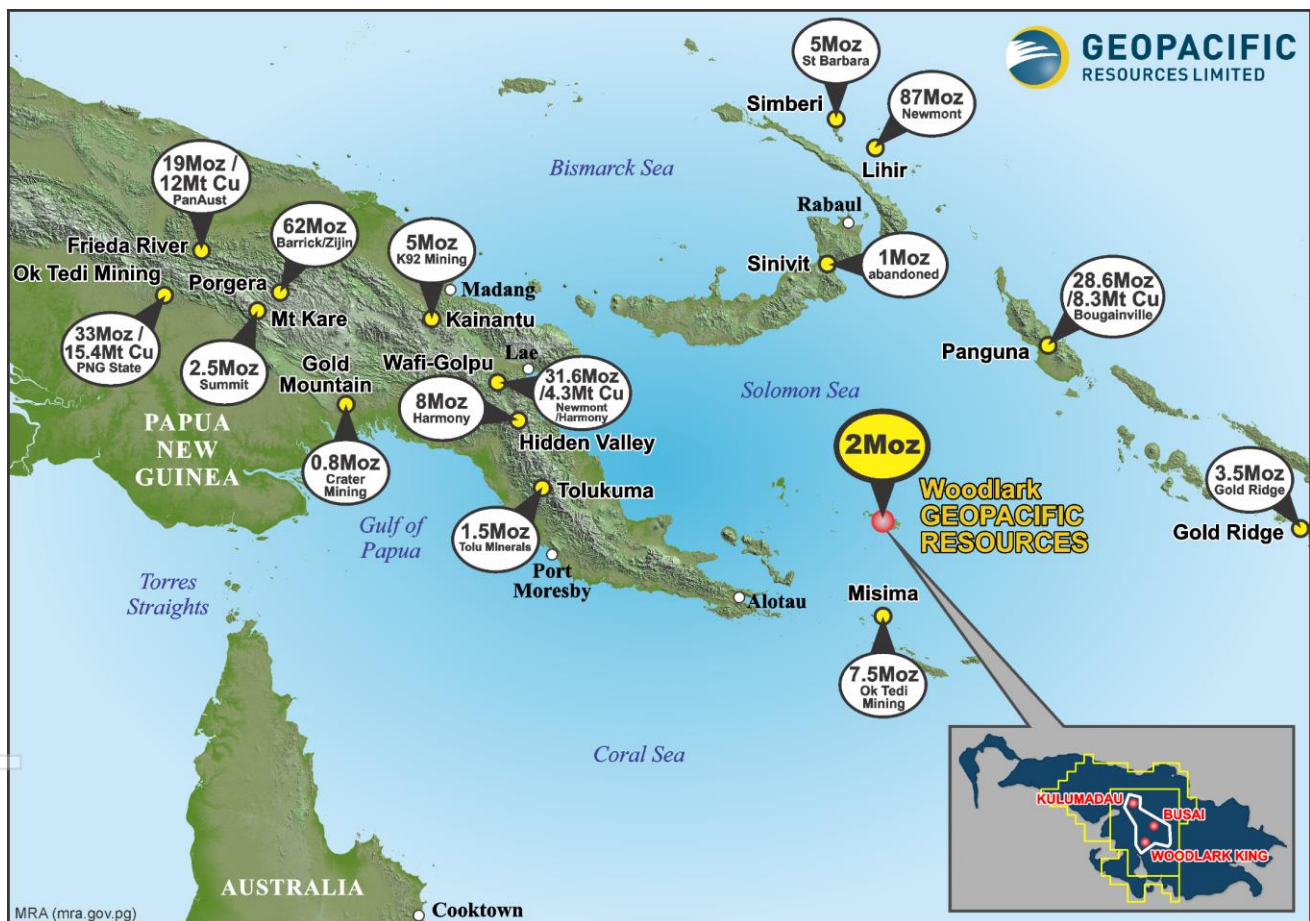 GEOPACIFIC
RESOURCES LIMITED
5Moz
St Barbara
Simberi
87Moz
Newmont
Lihir
Bismarck Sea
Rabaul
19Moz /
12Mt Cu
PanAust
Frieda River
62Moz
Barrick/Zijin
Ok Tedi Mining
Porgera
5Moz
K92 Mining
Madang
Sinivit
1Moz
abandoned
28.6Moz
/8.3Mt Cu
Bougainville
Mt Kare
Kainantu
33Moz /
15.4Mt Cu
PNG State
2.5Moz
Summit
Gold
Mountain
Wafi-Golpu
Lae
Panguna
31.6Moz
/4.3Mt Cu
Newmont
/Harmony
Solomon Sea
8Moz
Harmony
Hidden Valley
PAPUA
NEW
GUINEA
2Moz
0.8Moz
Crater
Mining
3.5Moz
Gold Ridge
Tolukuma
Woodlark
GEOPACIFIC
RESOURCES
Gold Ridge
Gulf of
Papua
1.5Moz
Tolu Minerals
Port
Moresby
Torres
Straights
Alotau
Misima
7.5Moz
Ok Tedi
Mining
Coral Sea
KULUMADAU
BUSAI
WOODLARK KING
AUSTRALIA
Cooktown
MRA (mra.gov.pg)